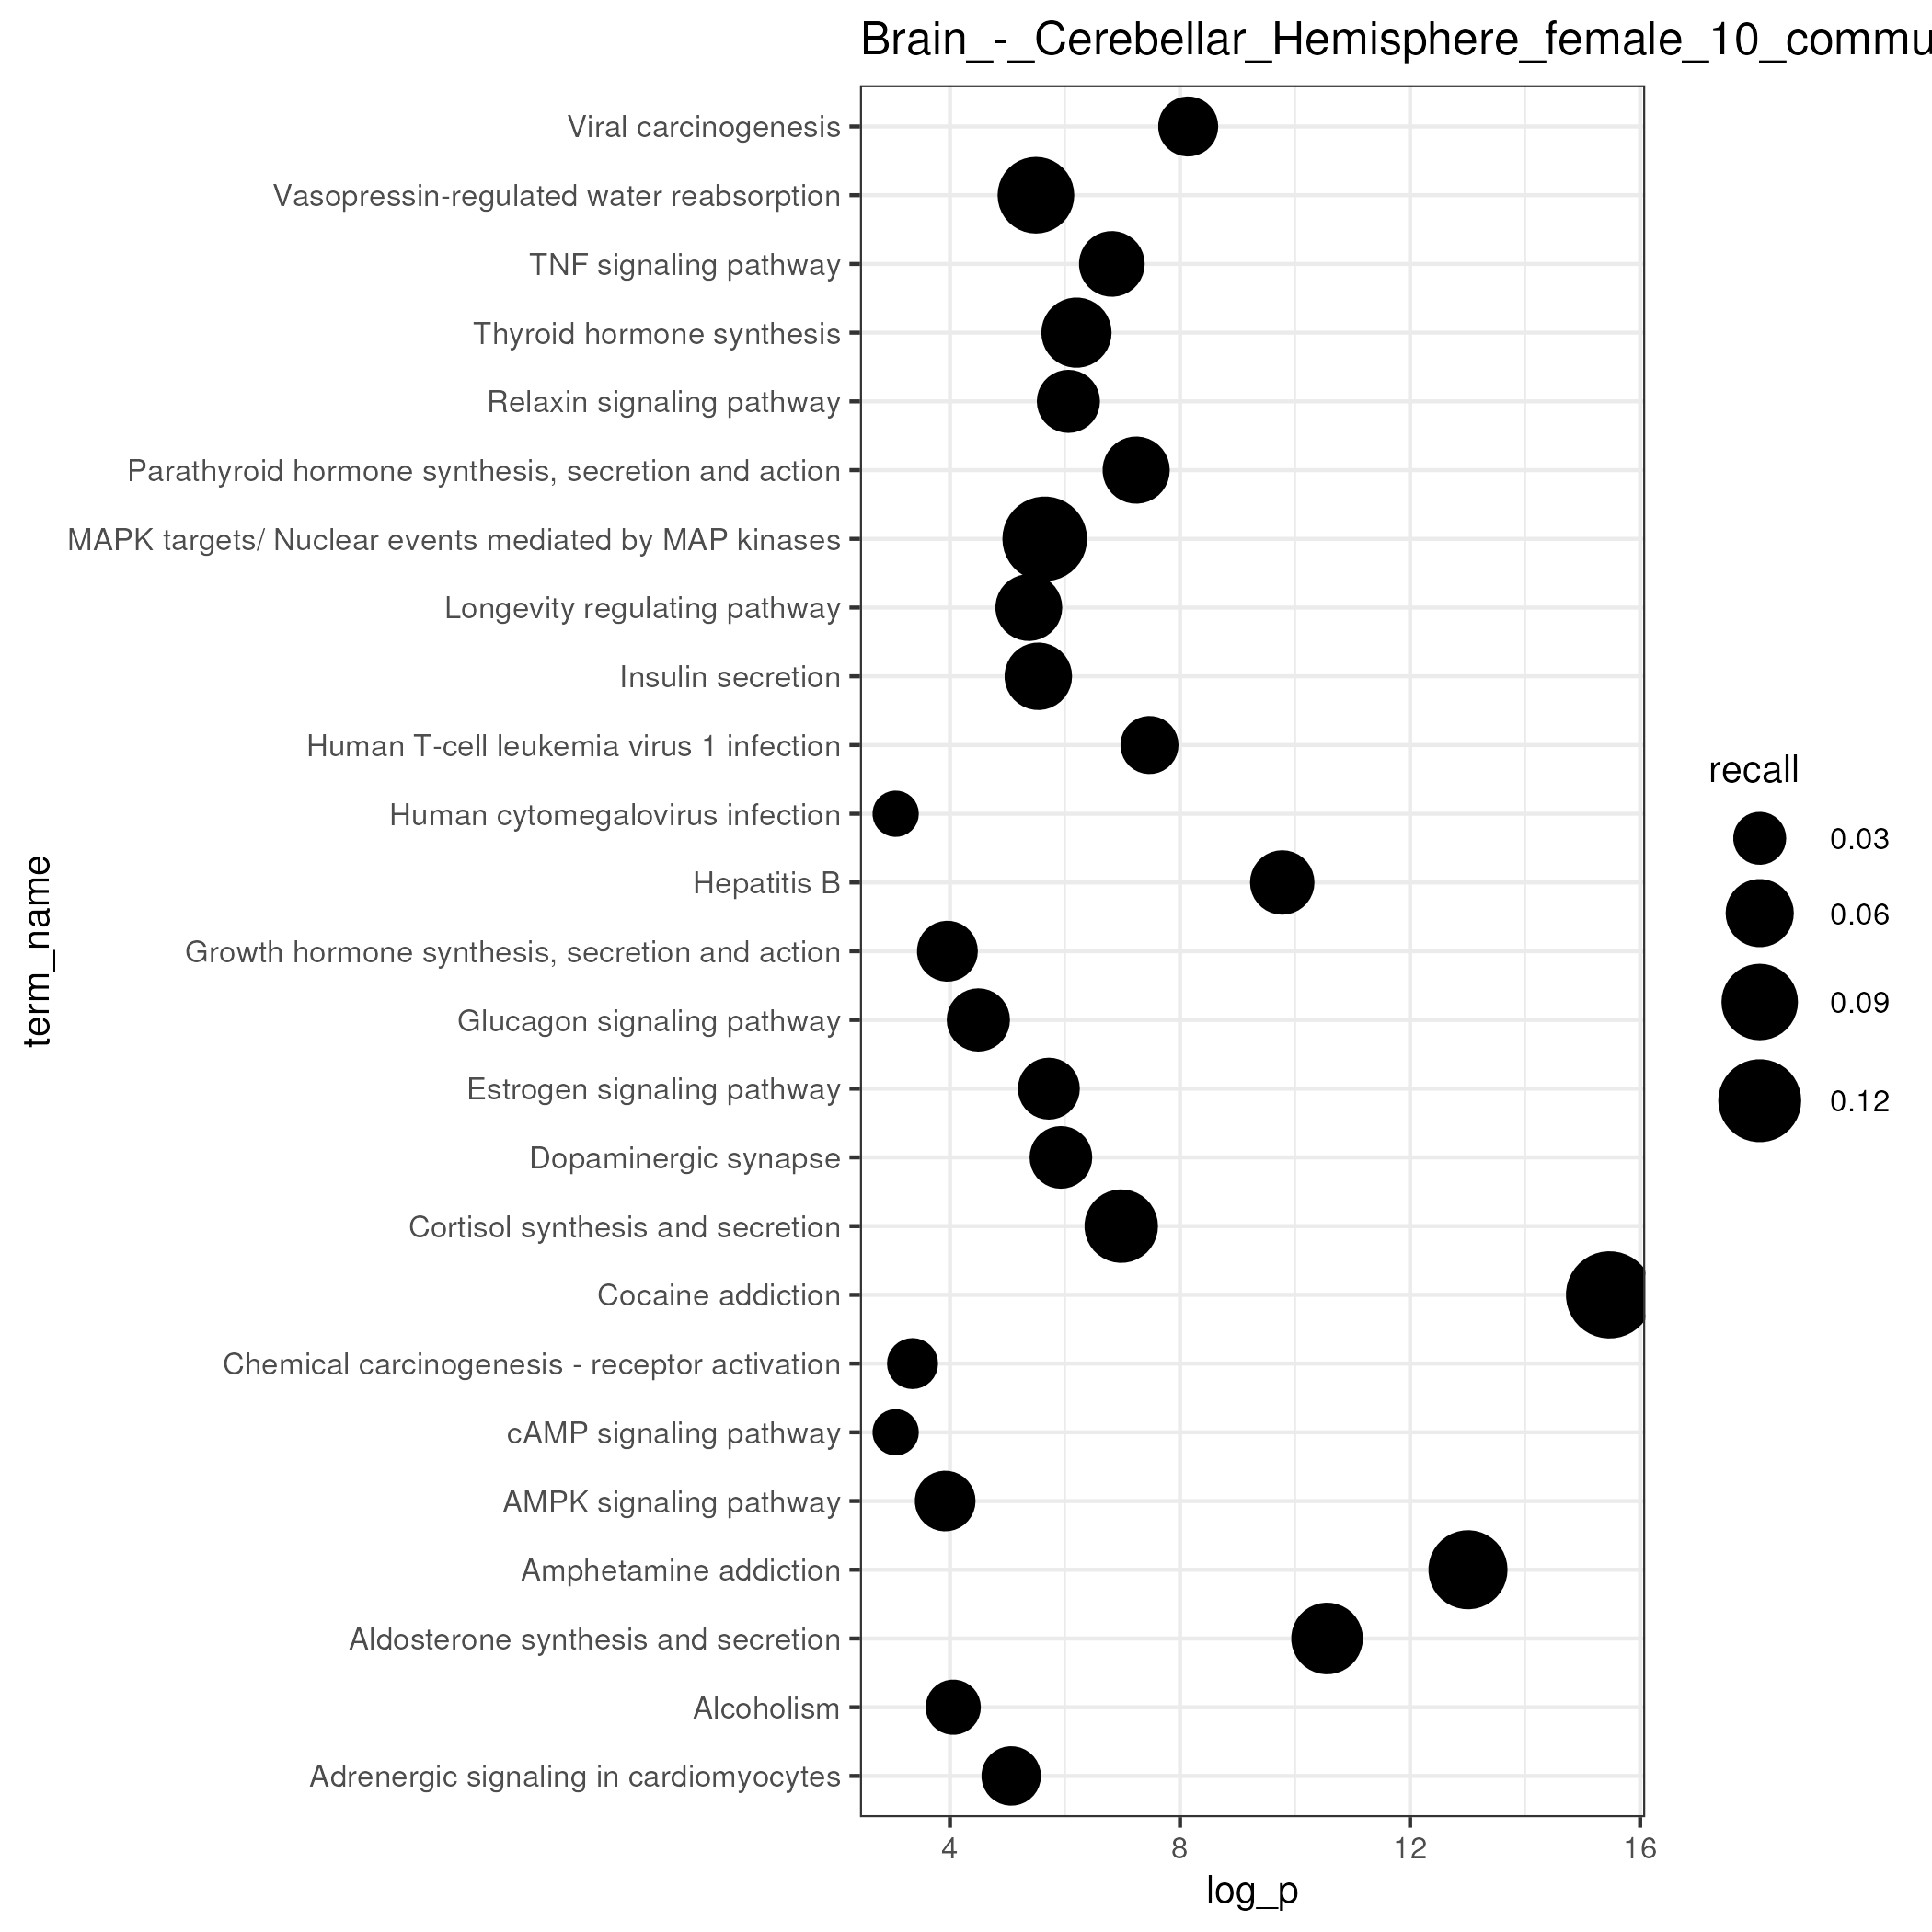 Brain_-_Cerebellar_Hemisphere_female_10_commu
Viral carcinogenesis
Vasopressin-regulated water reabsorption
TNF signaling pathway
Thyroid hormone synthesis
Relaxin signaling pathway
Parathyroid hormone synthesis, secretion and action
MAPK targets/ Nuclear events mediated by MAP kinases
Longevity regulating pathway
Insulin secretion
Human T-cell leukemia virus 1 infection
Human cytomegalovirus infection
Hepatitis B
Growth hormone synthesis, secretion and action
Glucagon signaling pathway
Estrogen signaling pathway
Dopaminergic synapse
Cortisol synthesis and secretion
Cocaine addiction
Chemical carcinogenesis - receptor activation
cAMP signaling pathway
AMPK signaling pathway
Amphetamine addiction
Aldosterone synthesis and secretion
Alcoholism
Adrenergic signaling in cardiomyocytes
term_name
4 8 12 16
log_p
recall
0.03
0.06
0.09
0.12